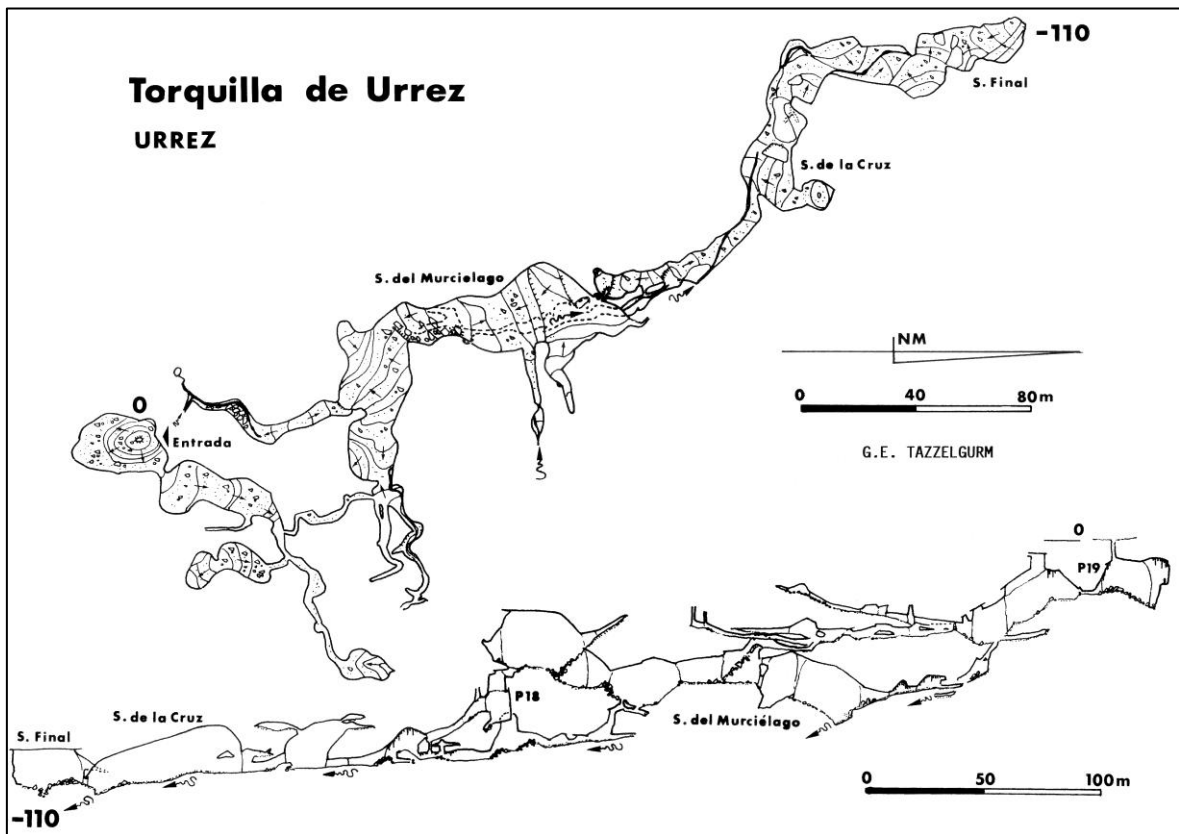 Torquilla de Urrez
URREZ
-110
S. Final
S. de la Cruz
S. del Murcielago
NM
0 40 80m
G.E. TAZZELGURM
0
Entrada
0
P19
P18
S. de la Cruz
S. del Murciélago
S. Final
0 50 100m
-110